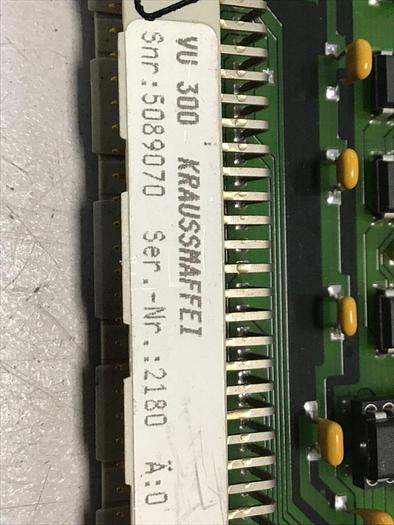 VU 300 KRAUSSMAFFEI
Snr:5089070 Ser.-Nr.:2180 Ä:0